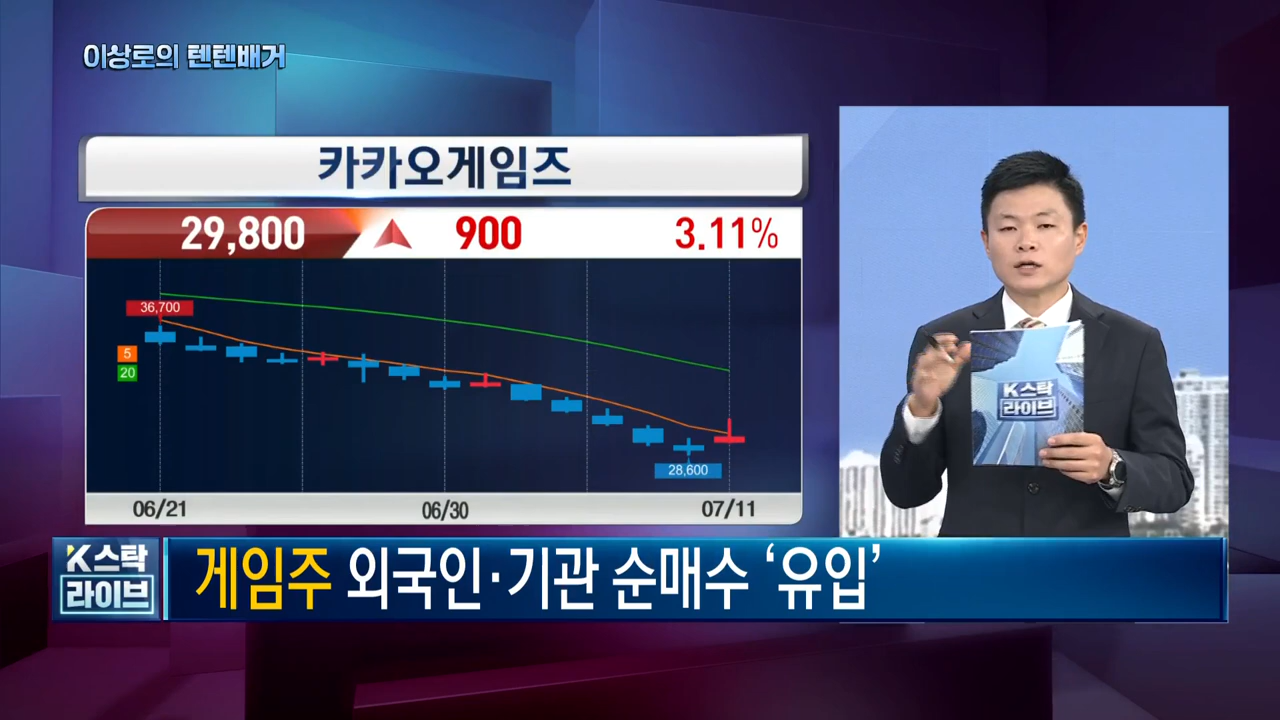 이상로의 텐텐배거
카카오게임즈
29,800 ▲ 900 3.11%
36,700
5
20
28,600
06/21 06/30 07/11
K스탁
라이브
K스탁
라이브
게임주 외국인·기관 순매수 ‘유입’